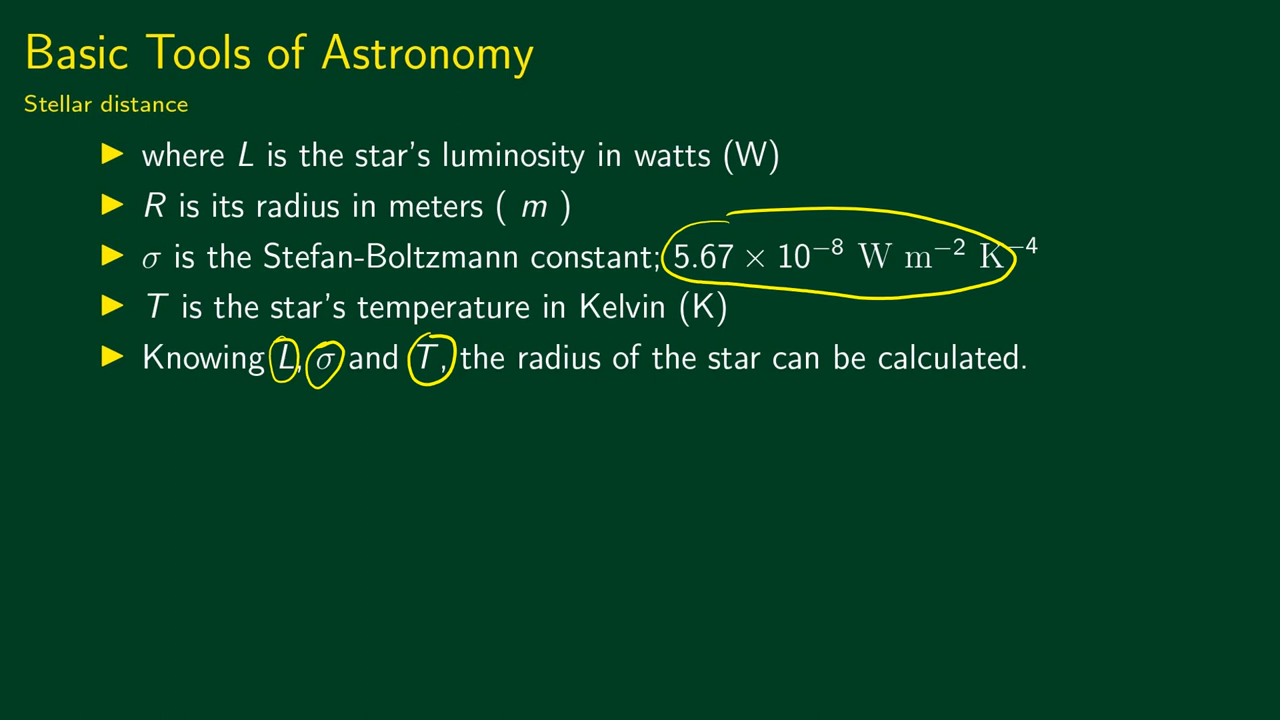 Basic Tools of Astronomy
Stellar distance
▶ where L is the star's luminosity in watts (W)
▶ R is its radius in meters ( m )
▶ σ is the Stefan-Boltzmann constant; 5.67 × 10⁻⁸ W m⁻² K⁻⁴
▶ T is the star's temperature in Kelvin (K)
▶ Knowing L, σ and T, the radius of the star can be calculated.